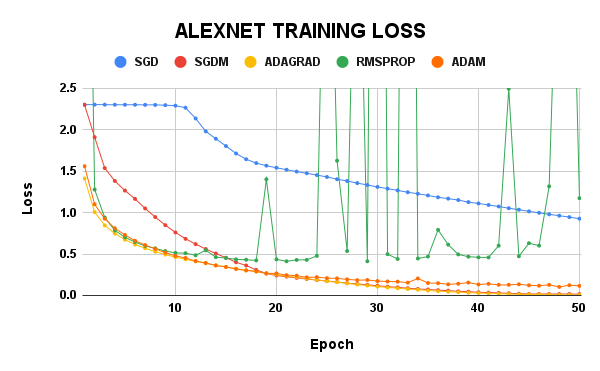 ALEXNET TRAINING LOSS
SGD SGDM ADAGRAD RMSPROP ADAM
2.5
2.0
1.5
1.0
0.5
0.0
Loss
10 20 30 40 50
Epoch